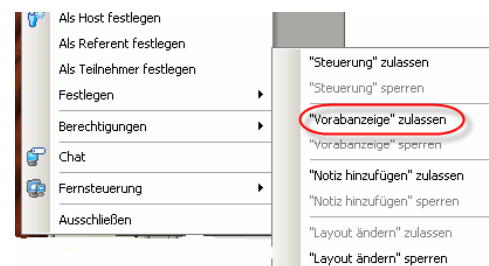 Als Host festlegen
Als Referent festlegen
Als Teilnehmer festlegen
Festlegen
Berechtigungen
Chat
Fernsteuerung
Ausschließen
"Steuerung" zulassen
"Steuerung" sperren
"Vorabanzeige" zulassen
"Vorabanzeige" sperren
"Notiz hinzufügen" zulassen
"Notiz hinzufügen" sperren
"Layout ändern" zulassen
"Layout ändern" sperren